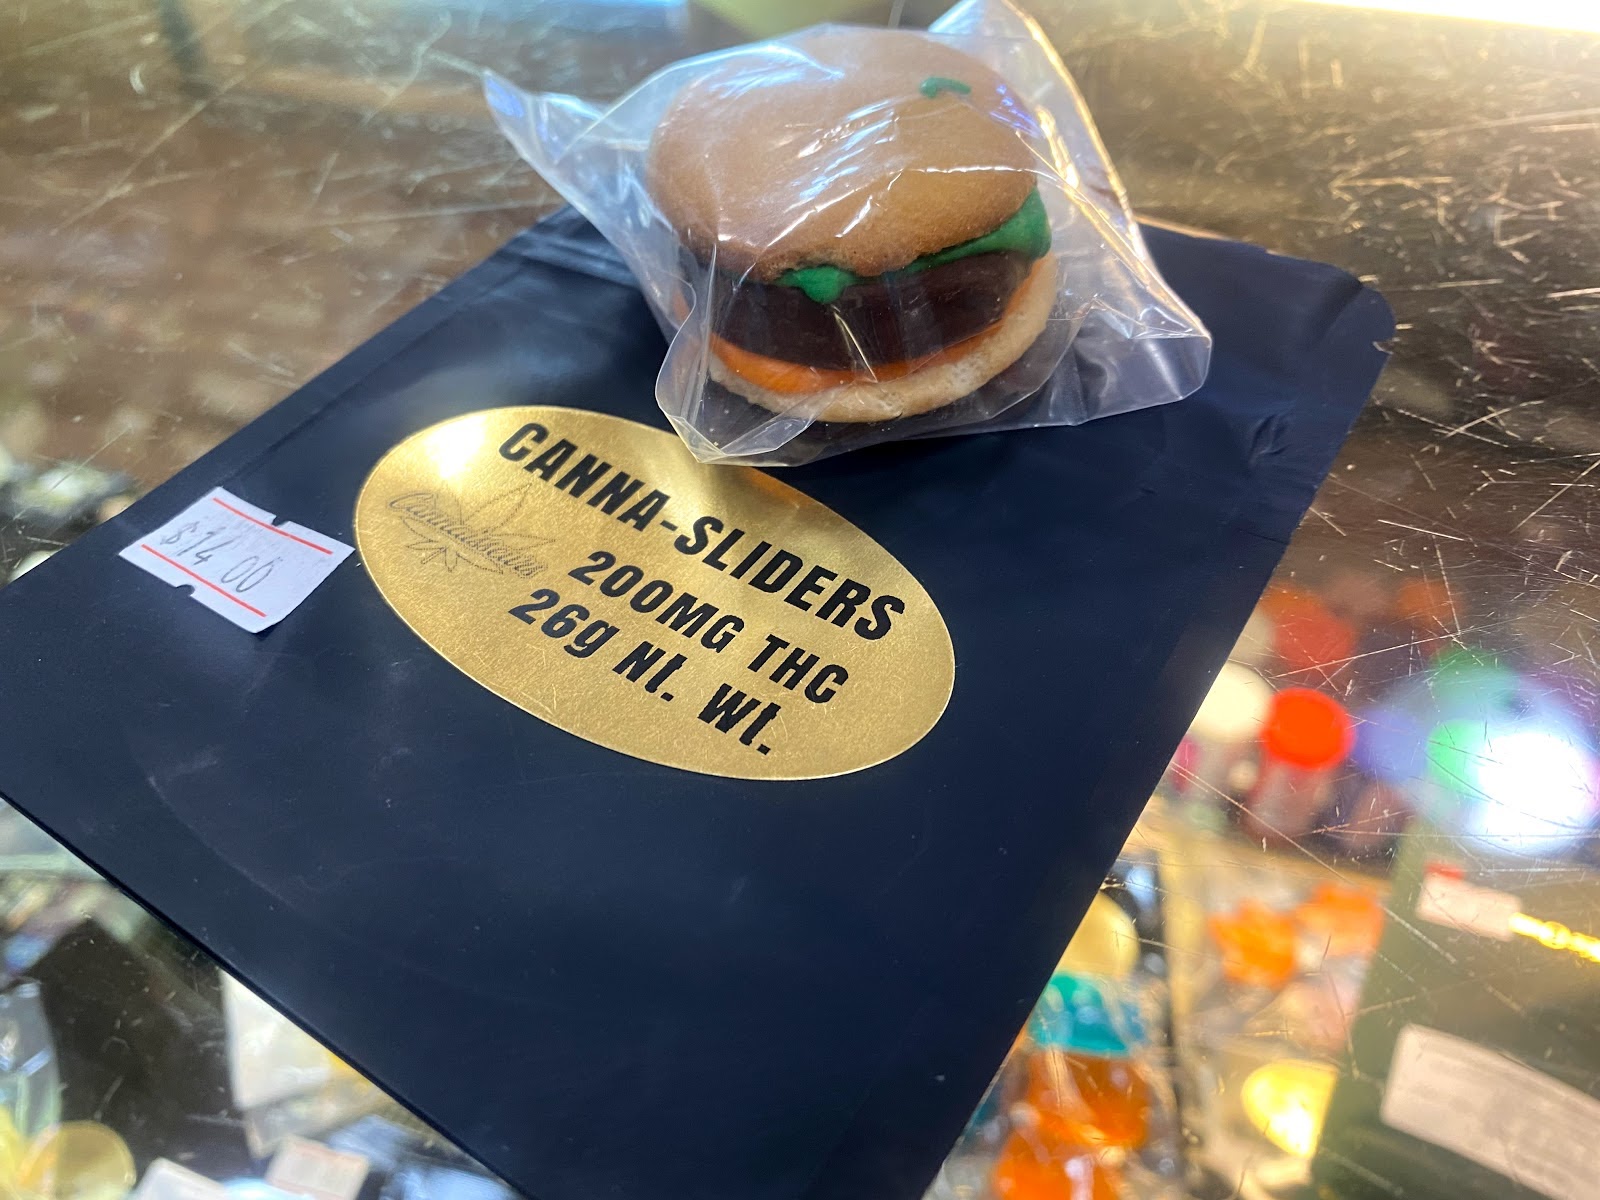 CANNA-SLIDERS
200MG THC
26g Nt. Wt.
$14.00